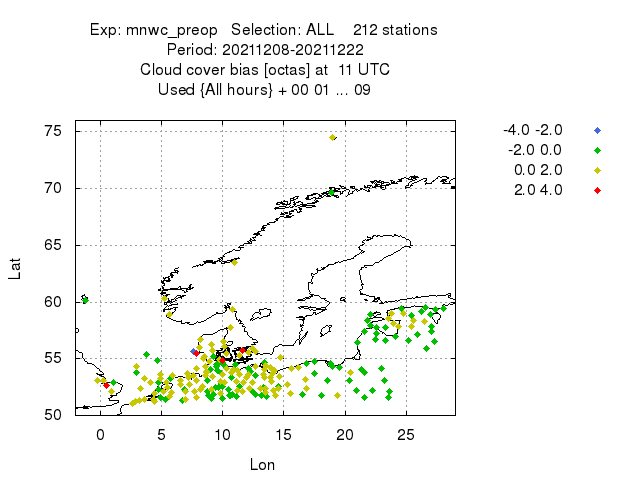 Exp: mnwc_preop Selection: ALL 212 stations
Period: 20211208-20211222
Cloud cover bias [octas] at 11 UTC
Used {All hours} + 00 01 ... 09
-4.0 -2.0
-2.0 0.0
0.0 2.0
2.0 4.0
75
70
65
60
55
50
Lat
0 5 10 15 20 25
Lon